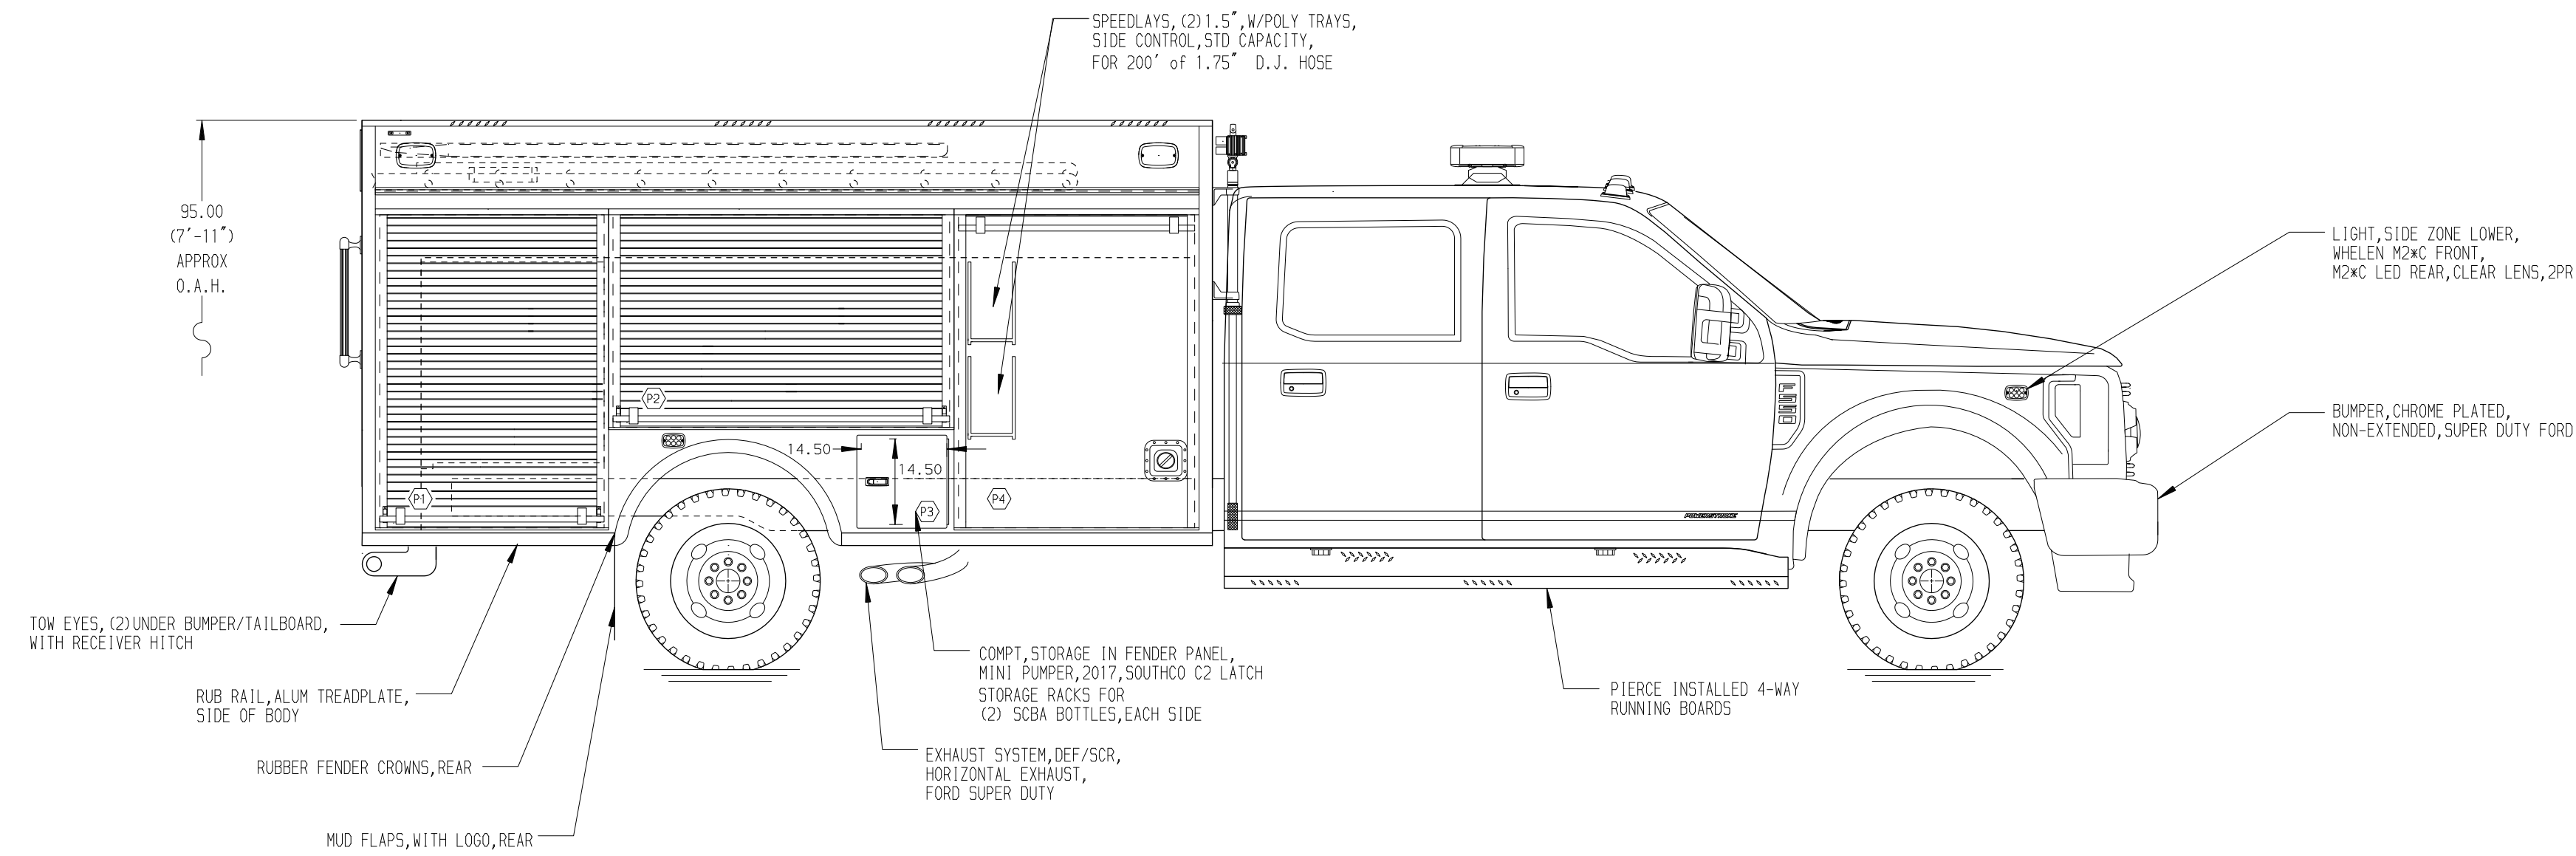 SPEEDLAYS,(2)1.5",W/POLY TRAYS,
SIDE CONTROL,STD CAPACITY,
FOR 200' of 1.75" D.J. HOSE
95.00
(7'-11")
APPROX
O.A.H.
LIGHT,SIDE ZONE LOWER,
WHELEN M2*C FRONT,
M2*C LED REAR,CLEAR LENS,2PR
BUMPER,CHROME PLATED,
NON-EXTENDED,SUPER DUTY FORD
F550
P2
14.50
14.50
P1
P3
P4
POWERSTROKE
TOW EYES,(2)UNDER BUMPER/TAILBOARD,
WITH RECEIVER HITCH
RUB RAIL,ALUM TREADPLATE,
SIDE OF BODY
RUBBER FENDER CROWNS,REAR
MUD FLAPS,WITH LOGO,REAR
COMPT,STORAGE IN FENDER PANEL,
MINI PUMPER,2017,SOUTHCO C2 LATCH
STORAGE RACKS FOR
(2) SCBA BOTTLES,EACH SIDE
EXHAUST SYSTEM,DEF/SCR,
HORIZONTAL EXHAUST,
FORD SUPER DUTY
PIERCE INSTALLED 4-WAY
RUNNING BOARDS